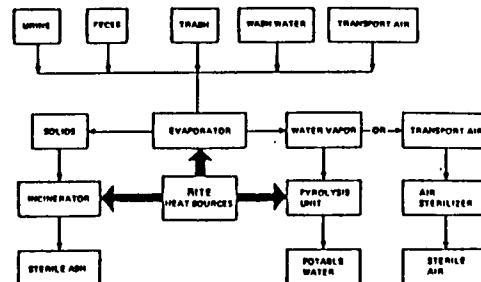 URINE
FECES
TRASH
WASH WATER
TRANSPORT AIR
SOLIDS
EVAPORATOR
WATER VAPOR
OR
TRANSPORT AIR
INCINERATOR
RITE
HEAT SOURCES
PYROLYSIS
UNIT
AIR
STERILIZER
STERILE ASH
POTABLE
WATER
STERILE
AIR